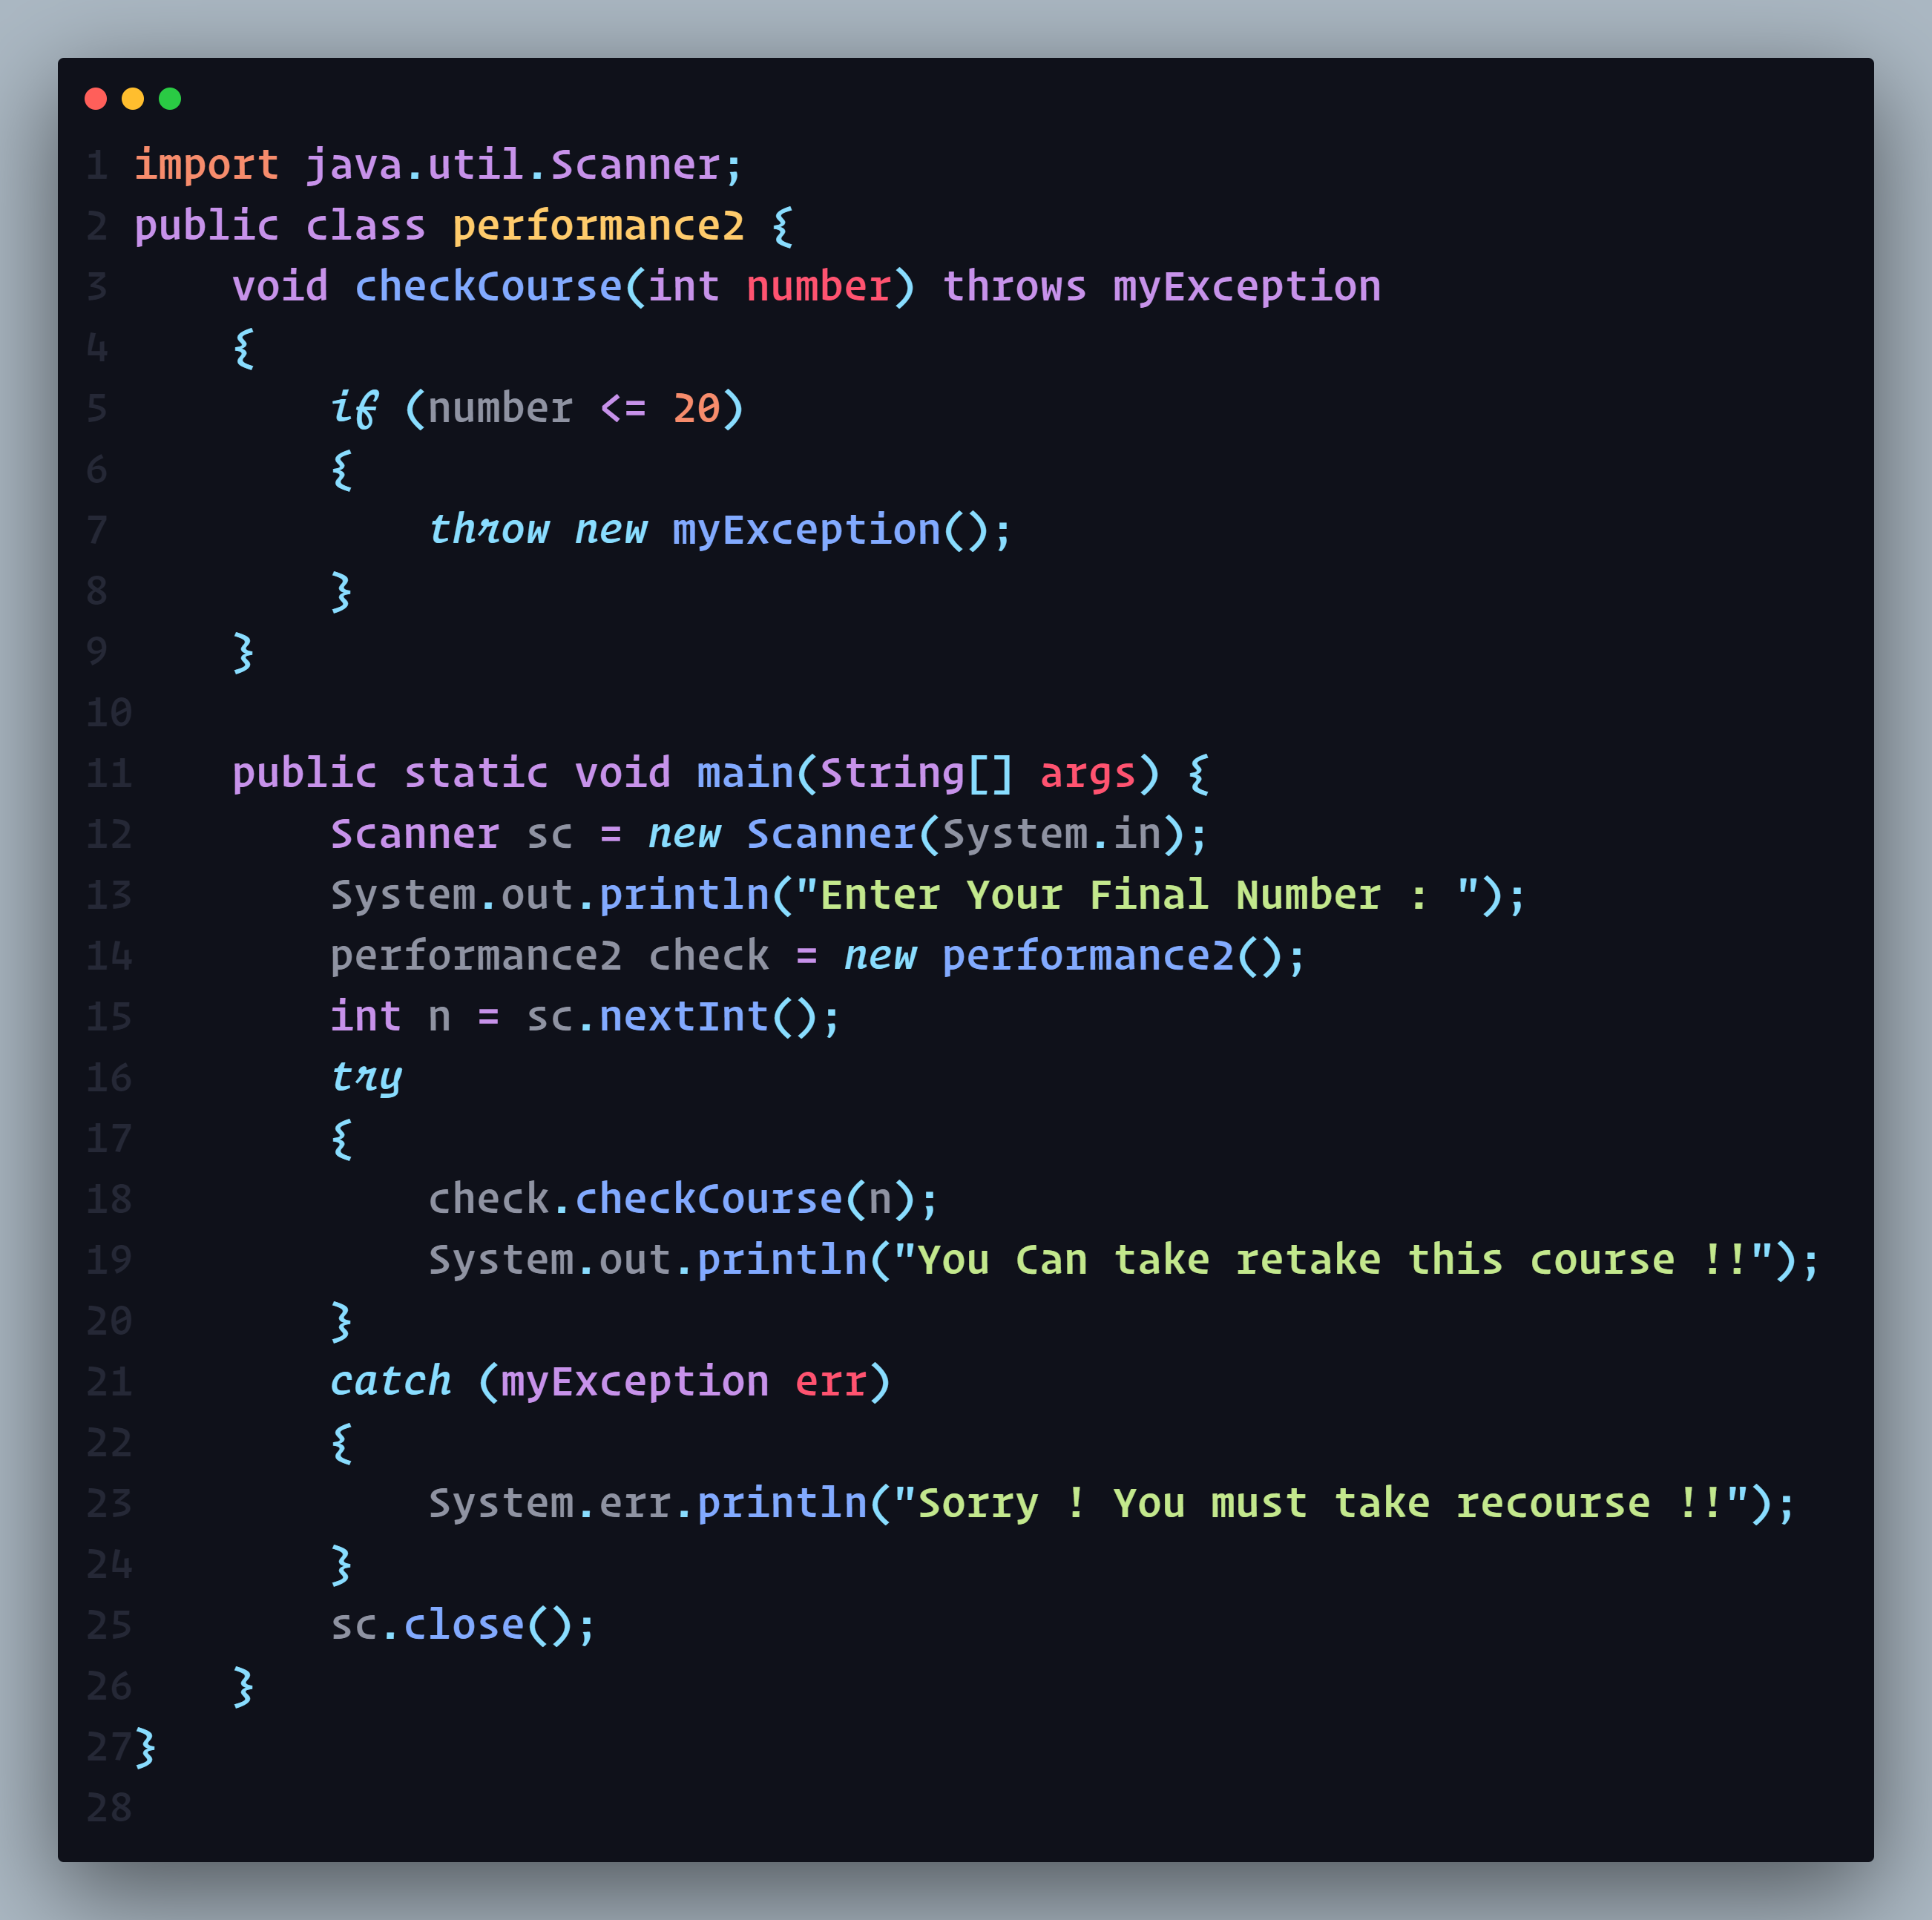 1 import java.util.Scanner;
2 public class performance2 {
3     void checkCourse(int number) throws myException
4     {
5         if (number <= 20)
6         {
7             throw new myException();
8         }
9     }
10
11    public static void main(String[] args) {
12        Scanner sc = new Scanner(System.in);
13        System.out.println("Enter Your Final Number : ");
14        performance2 check = new performance2();
15        int n = sc.nextInt();
16        try
17        {
18            check.checkCourse(n);
19            System.out.println("You Can take retake this course !!");
20        }
21        catch (myException err)
22        {
23            System.err.println("Sorry ! You must take recourse !!");
24        }
25        sc.close();
26    }
27}
28